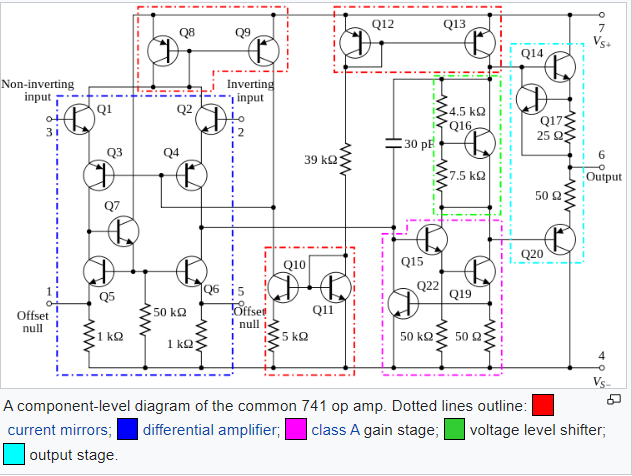 Q8
Q9
Q12
Q13
7
V_S+
Q14
Non-inverting
input
Inverting
input
Q1
Q2
3
2
4.5 kΩ
Q16
Q17
25 Ω
30 pF
Q3
Q4
39 kΩ
7.5 kΩ
6
Output
50 Ω
Q7
Q10
Q15
Q20
Q5
Q6
Q11
Q22
Q19
1
5
Offset
null
Offset
null
50 kΩ
1 kΩ
1 kΩ
5 kΩ
50 kΩ
50 Ω
4
V_S−
A component-level diagram of the common 741 op amp. Dotted lines outline:
current mirrors; differential amplifier; class A gain stage; voltage level shifter;
output stage.